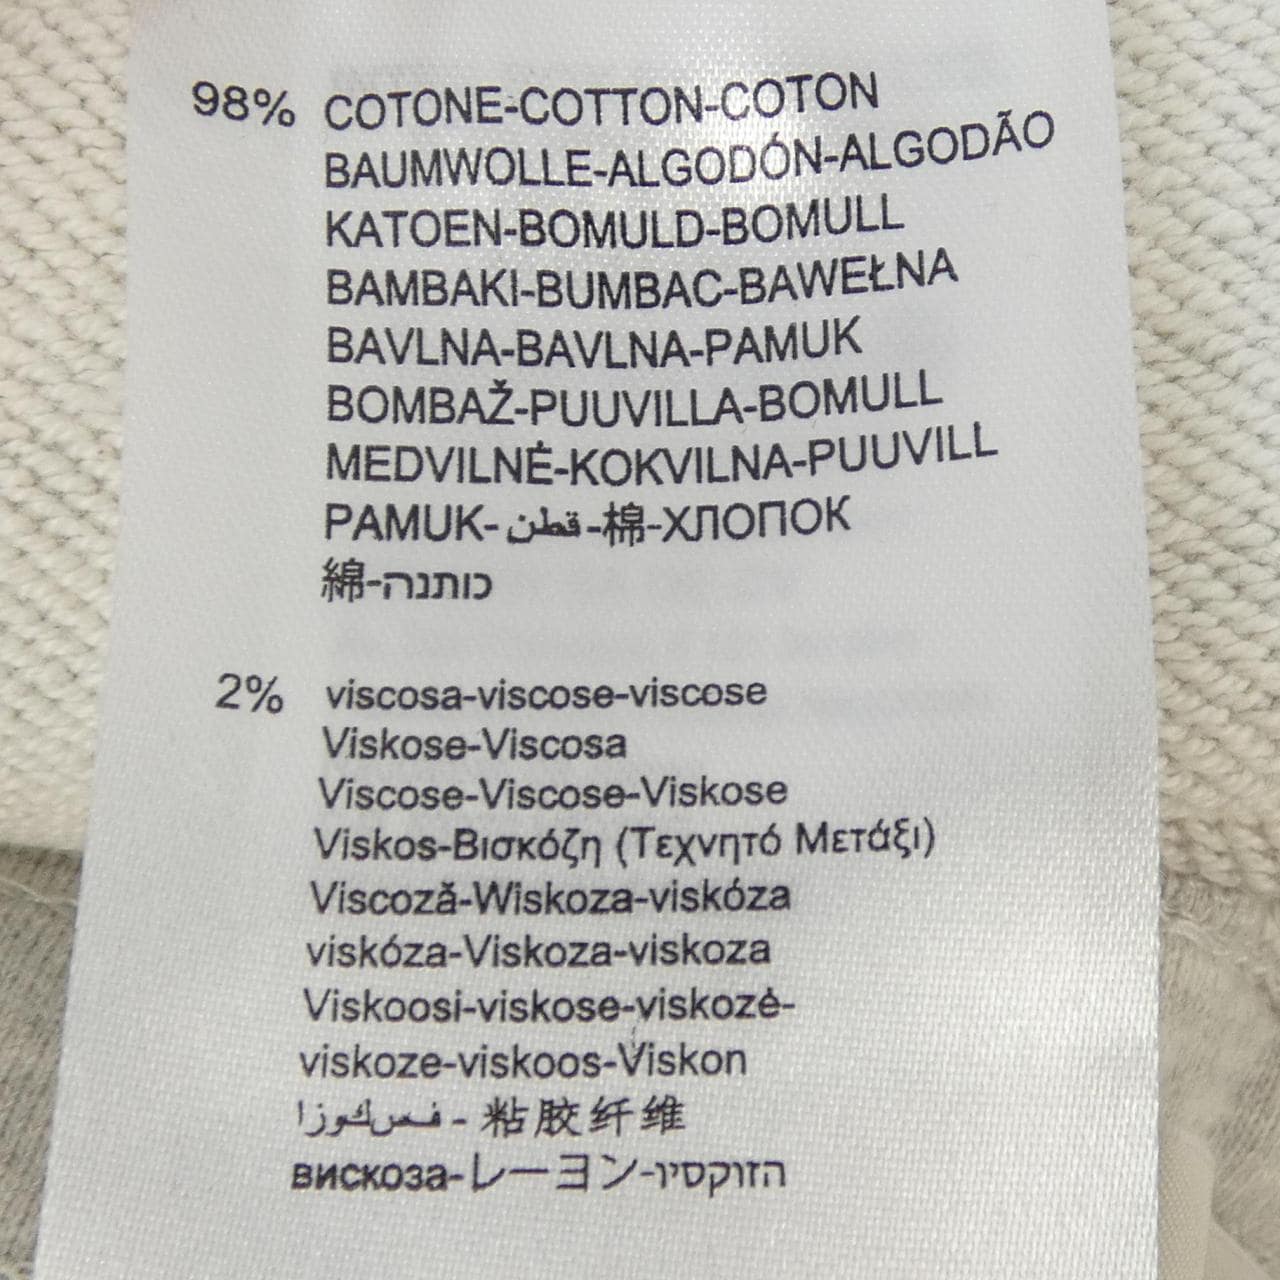 98% COTONE-COTTON-COTON
BAUMWOLLE-ALGODÓN-ALGODÃO
KATOEN-BOMULD-BOMULL
BAMBAKI-BUMBAC-BAWEŁNA
BAVLNA-BAVLNA-PAMUK
BOMBAŽ-PUUVILLA-BOMULL
MEDVILNĖ-KOKVILNA-PUUVILL
PAMUK- قطن -棉-ХЛОПОК
綿-כותנה
2% viscosa-viscose-viscose
Viskose-Viscosa
Viscose-Viscose-Viskose
Viskos-Βισκόζη (Τεχνητό Μετάξι)
Viscoză-Wiskoza-viskóza
viskóza-Viskoza-viskoza
Viskoosi-viskose-viskozė-
viskoze-viskoos-Viskon
فسكوزا - 粘胶纤维
вискоза-レーヨン-הזוקסיו